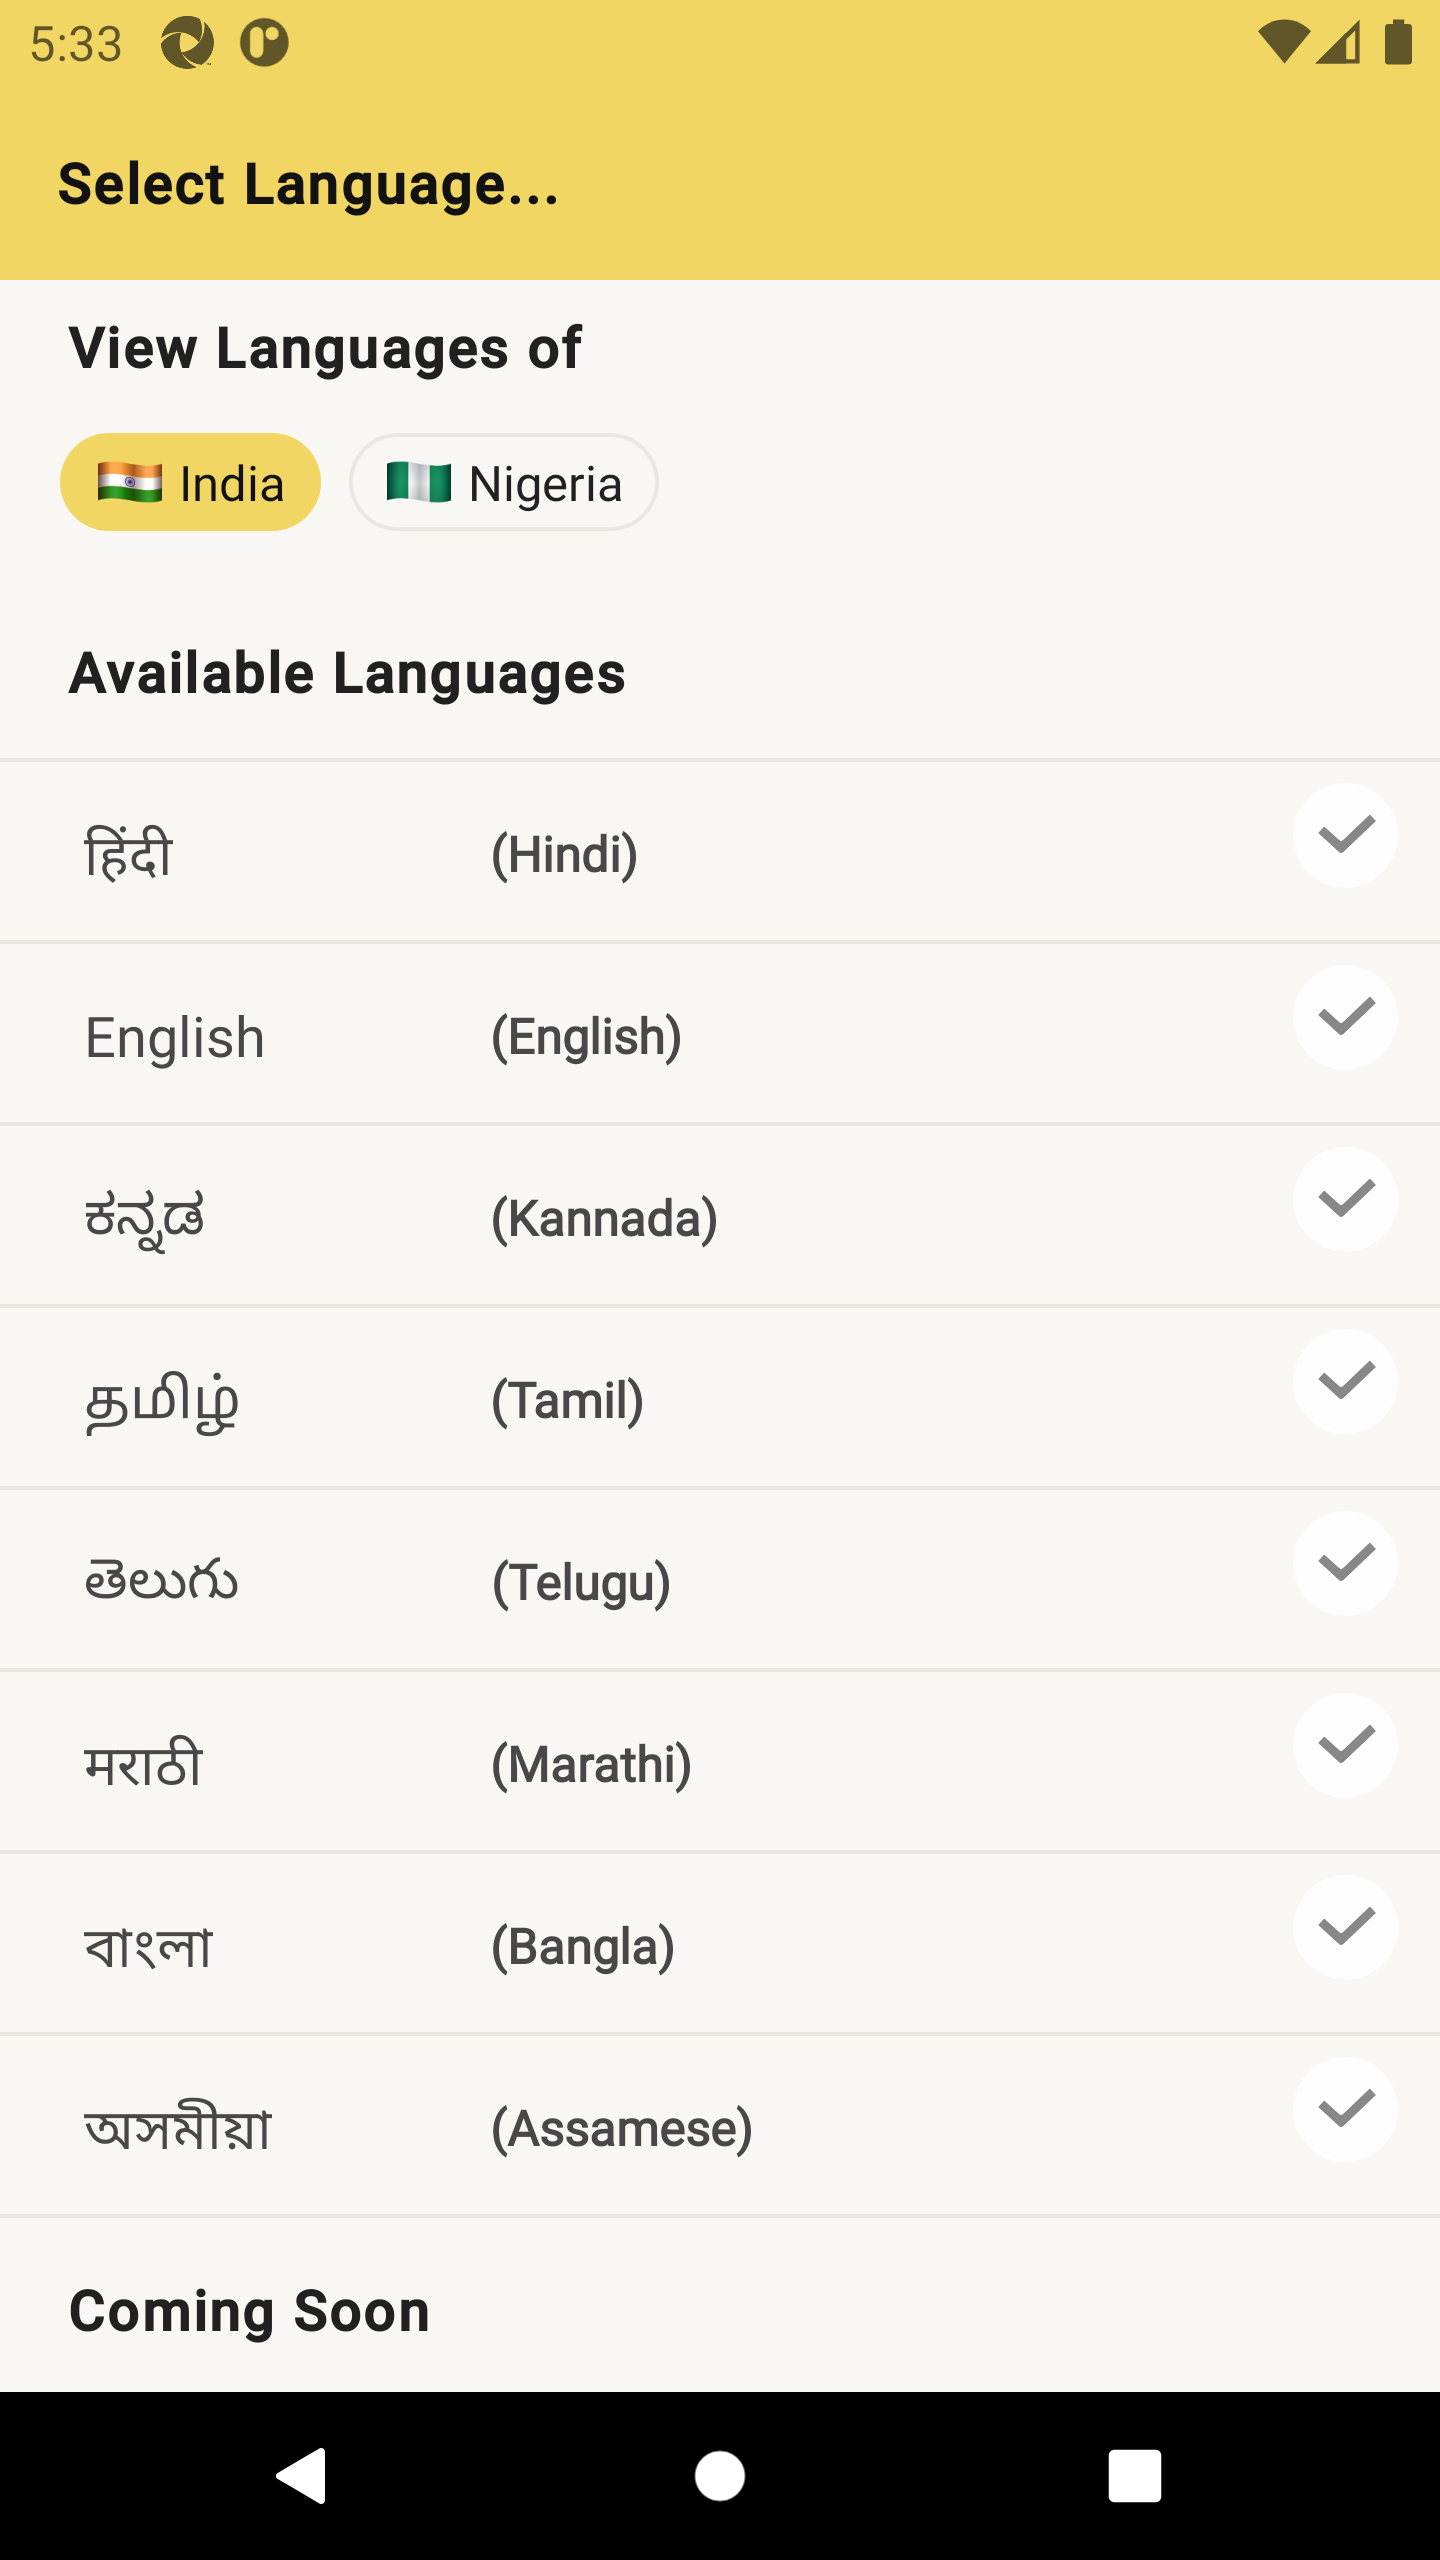 5:33
Select Language...
View Languages of
India
Nigeria
Available Languages
हिंदी (Hindi)
English (English)
ಕನ್ನಡ (Kannada)
தமிழ் (Tamil)
తెలుగు (Telugu)
मराठी (Marathi)
বাংলা (Bangla)
অসমীয়া (Assamese)
Coming Soon